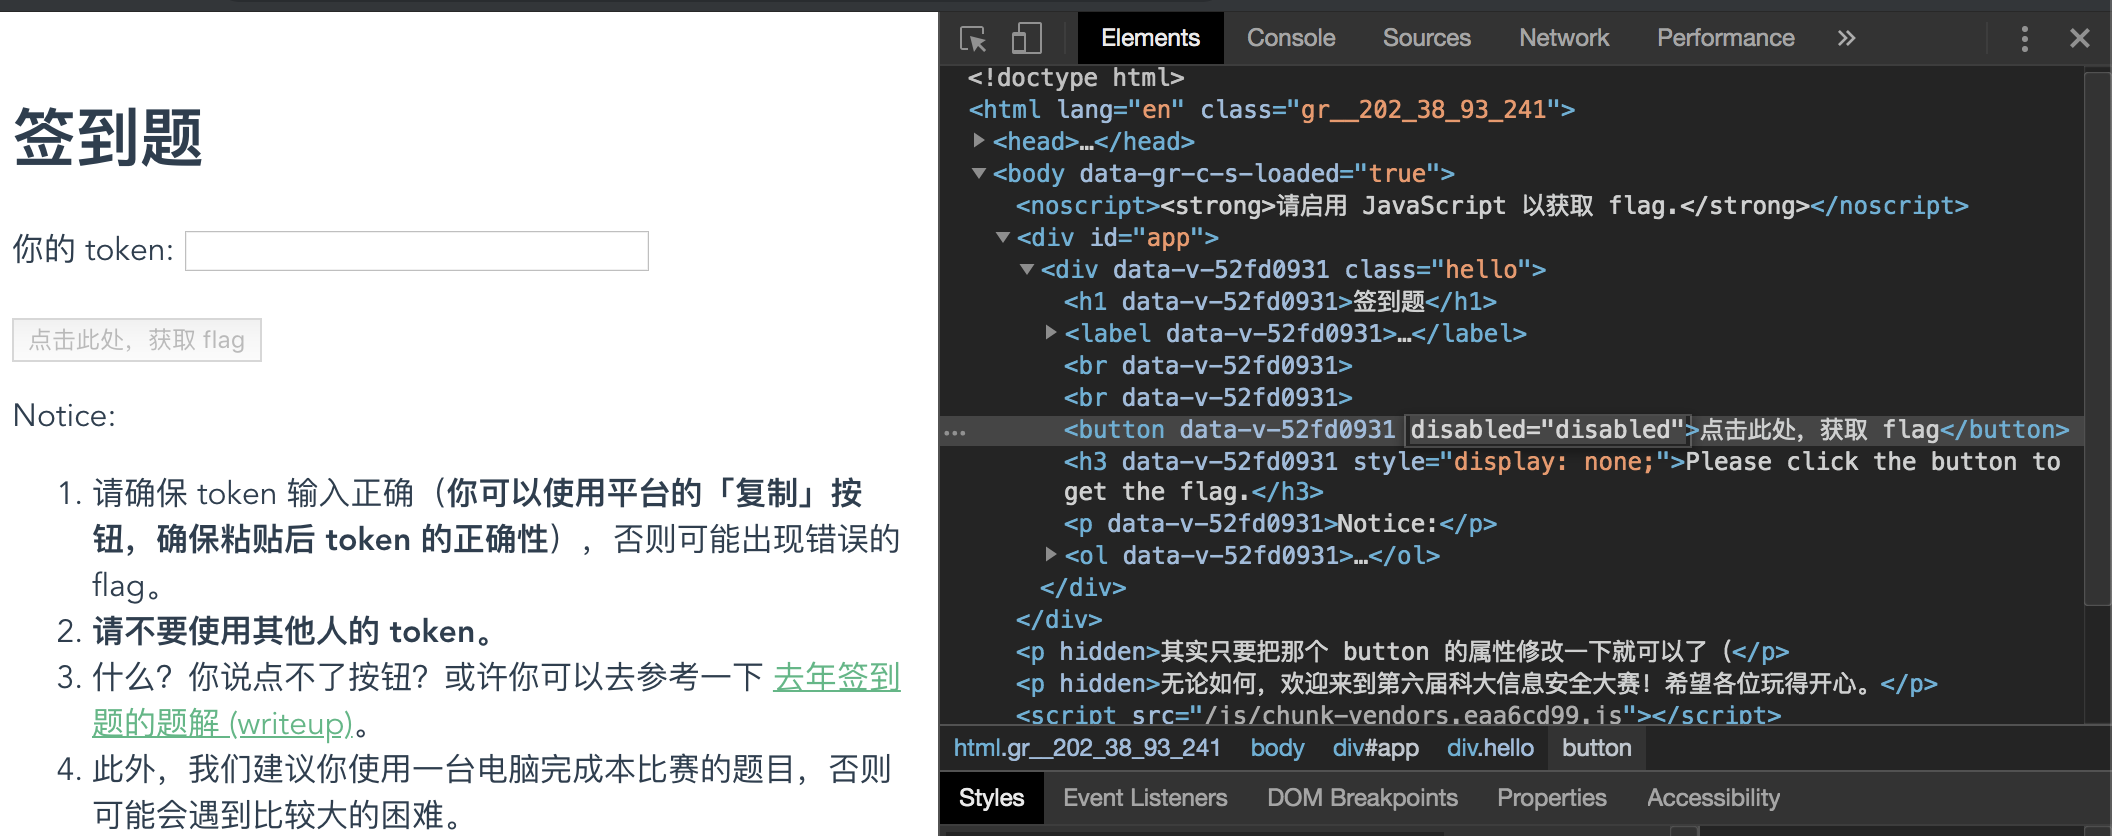 签到题
你的 token:
点击此处，获取 flag
Notice:
1. 请确保 token 输入正确（你可以使用平台的「复制」按
钮，确保粘贴后 token 的正确性），否则可能出现错误的
flag。
2. 请不要使用其他人的 token。
3. 什么？你说点不了按钮？或许你可以去参考一下 去年签到
题的题解 (writeup)。
4. 此外，我们建议你使用一台电脑完成本比赛的题目，否则
可能会遇到比较大的困难。
Elements Console Sources Network Performance »
<!doctype html>
<html lang="en" class="gr__202_38_93_241">
<head>…</head>
<body data-gr-c-s-loaded="true">
<noscript><strong>请启用 JavaScript 以获取 flag.</strong></noscript>
<div id="app">
<div data-v-52fd0931 class="hello">
<h1 data-v-52fd0931>签到题</h1>
<label data-v-52fd0931>…</label>
<br data-v-52fd0931>
<br data-v-52fd0931>
<button data-v-52fd0931 disabled="disabled">点击此处，获取 flag</button>
<h3 data-v-52fd0931 style="display: none;">Please click the button to
get the flag.</h3>
<p data-v-52fd0931>Notice:</p>
<ol data-v-52fd0931>…</ol>
</div>
</div>
<p hidden>其实只要把那个 button 的属性修改一下就可以了（</p>
<p hidden>无论如何，欢迎来到第六届科大信息安全大赛！希望各位玩得开心。</p>
<script src="/js/chunk-vendors.eaa6cd99.js"></script>
html.gr__202_38_93_241 body div#app div.hello button
Styles Event Listeners DOM Breakpoints Properties Accessibility